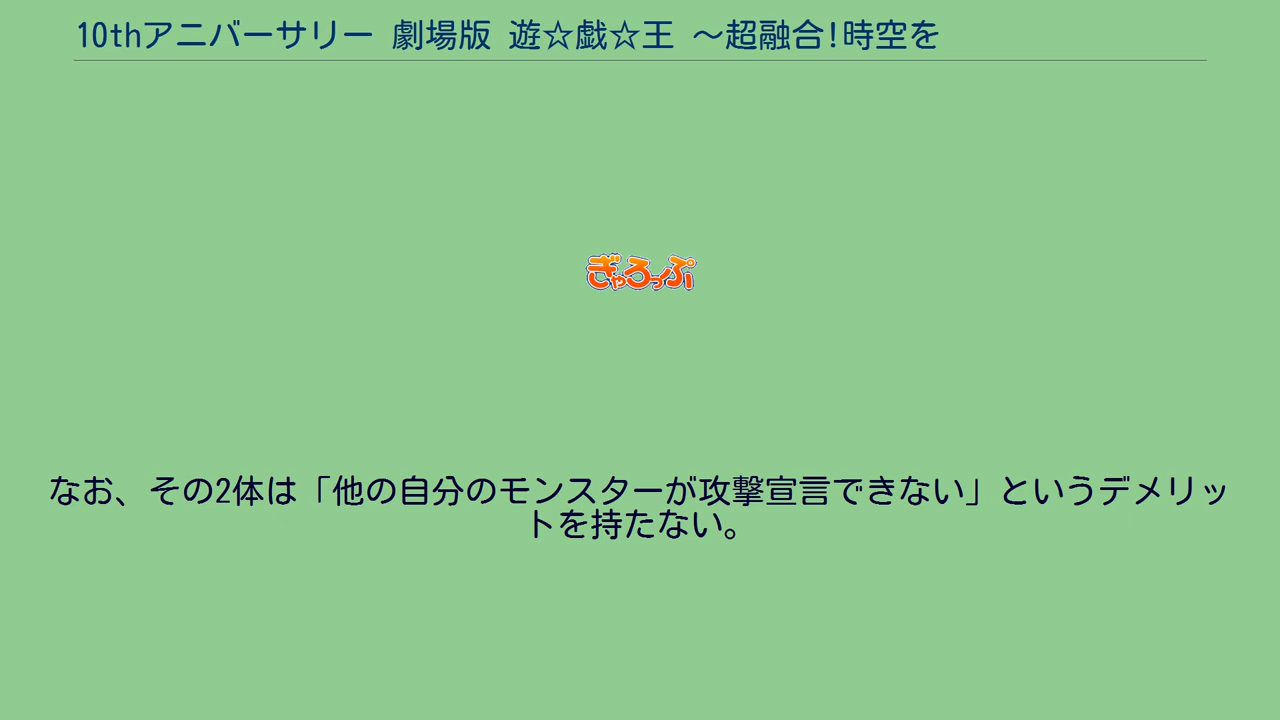 10thアニバーサリー 劇場版 遊☆戯☆王 ～超融合!時空を
ぎゃろっぷ
なお、その2体は「他の自分のモンスターが攻撃宣言できない」というデメリッ
トを持たない。